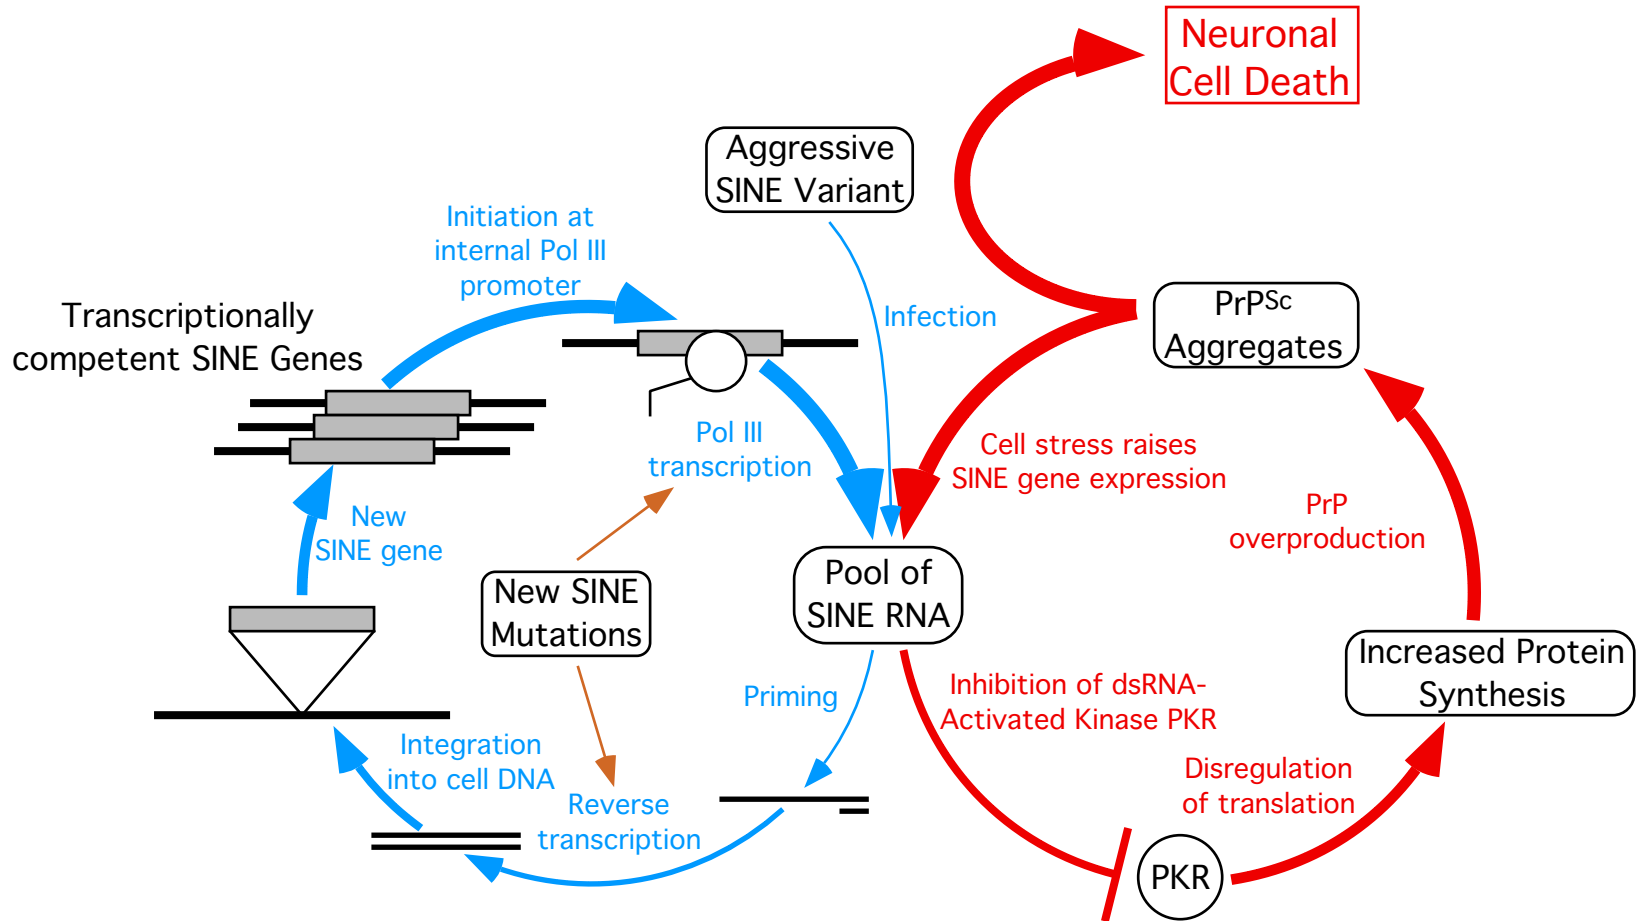 Neuronal
Cell Death
Aggressive
SINE Variant
Initiation at
internal Pol III
promoter
Transcriptionally
competent SINE Genes
Infection
PrPSc
Aggregates
Pol III
transcription
Cell stress raises
SINE gene expression
PrP
overproduction
New
SINE gene
New SINE
Mutations
Pool of
SINE RNA
Increased Protein
Synthesis
Priming
Inhibition of dsRNA-
Activated Kinase PKR
Integration
into cell DNA
Disregulation
of translation
Reverse
transcription
PKR